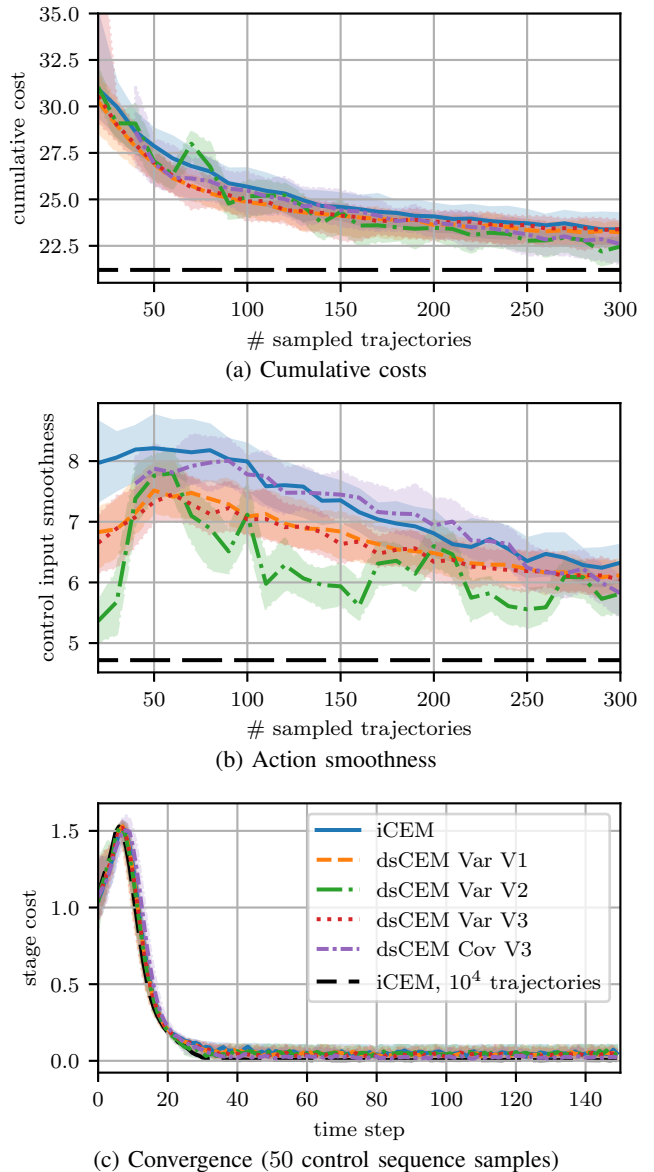 35.0
32.5
30.0
27.5
25.0
22.5
cumulative cost
50 100 150 200 250 300
# sampled trajectories
(a) Cumulative costs
8
7
6
5
control input smoothness
50 100 150 200 250 300
# sampled trajectories
(b) Action smoothness
1.5
1.0
0.5
0.0
stage cost
iCEM
dsCEM Var V1
dsCEM Var V2
dsCEM Var V3
dsCEM Cov V3
iCEM, 10⁴ trajectories
0 20 40 60 80 100 120 140
time step
(c) Convergence (50 control sequence samples)